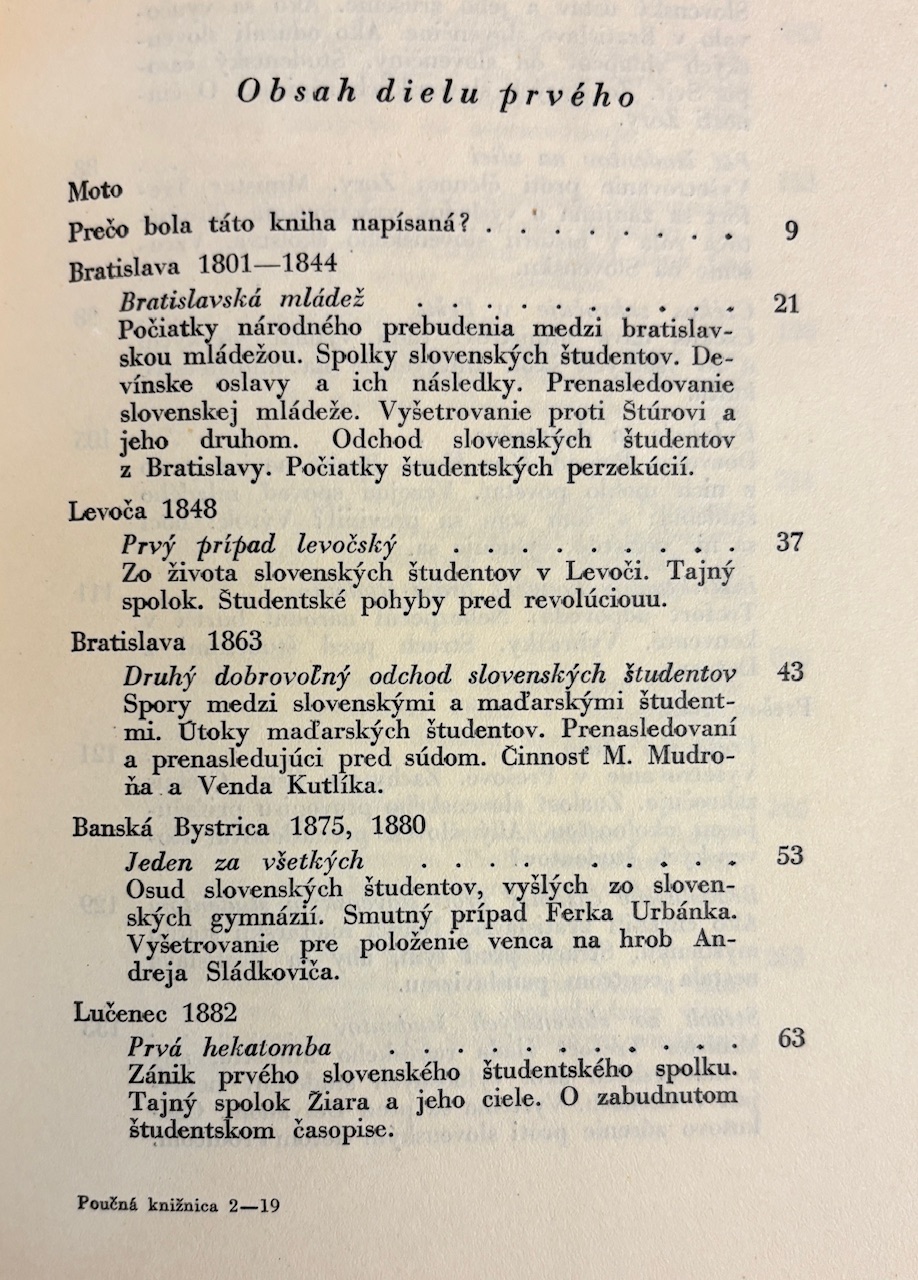 Obsah dielu prvého
Moto
Prečo bola táto kniha napísaná? . . . . . . . . 9
Bratislava 1801—1844
Bratislavská mládež . . . . . . . . . . 21
Počiatky národného prebudenia medzi bratislav-
skou mládežou. Spolky slovenských študentov. De-
vínske oslavy a ich následky. Prenasledovanie
slovenskej mládeže. Vyšetrovanie proti Štúrovi a
jeho druhom. Odchod slovenských študentov
z Bratislavy. Počiatky študentských perzekúcií.
Levoča 1848
Prvý prípad levočský . . . . . . . . . 37
Zo života slovenských študentov v Levoči. Tajný
spolok. Študentské pohyby pred revolúciouu.
Bratislava 1863
Druhý dobrovoľný odchod slovenských študentov 43
Spory medzi slovenskými a maďarskými študent-
mi. Útoky maďarských študentov. Prenasledovaní
a prenasledujúci pred súdom. Činnosť M. Mudro-
ňa a Venda Kutlíka.
Banská Bystrica 1875, 1880
Jeden za všetkých . . . . . . . . . 53
Osud slovenských študentov, vyšlých zo sloven-
ských gymnázií. Smutný prípad Ferka Urbánka.
Vyšetrovanie pre položenie venca na hrob An-
dreja Sládkoviča.
Lučenec 1882
Prvá hekatomba . . . . . . . . . . . 63
Zánik prvého slovenského študentského spolku.
Tajný spolok Žiara a jeho ciele. O zabudnutom
študentskom časopise.
Poučná knižnica 2—19